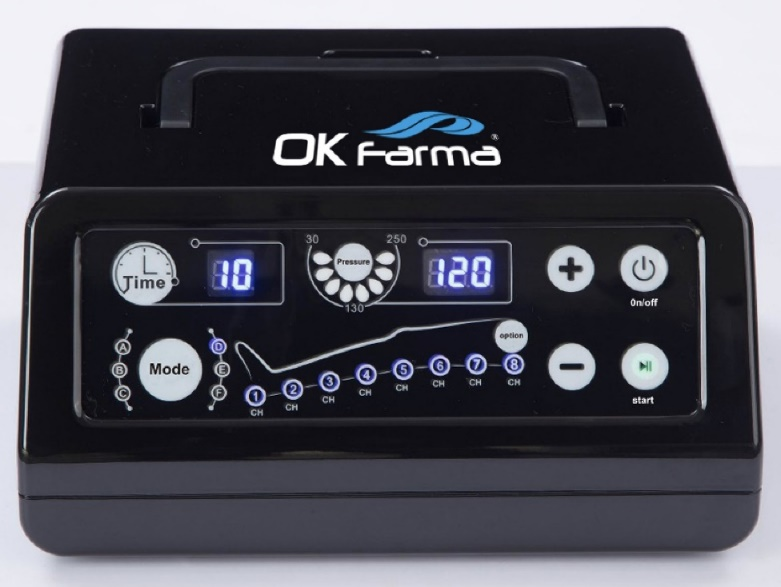 OK Farma®
30 250
Time 10 Pressure 120
130
On/off
A B C Mode D E F
option
1 2 3 4 5 6 7 8
CH CH CH CH CH CH CH CH
start